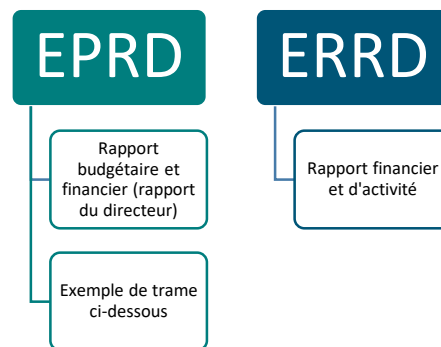 EPRD
Rapport
budgétaire et
financier (rapport
du directeur)
Exemple de trame
ci-dessous
ERRD
Rapport financier
et d'activité